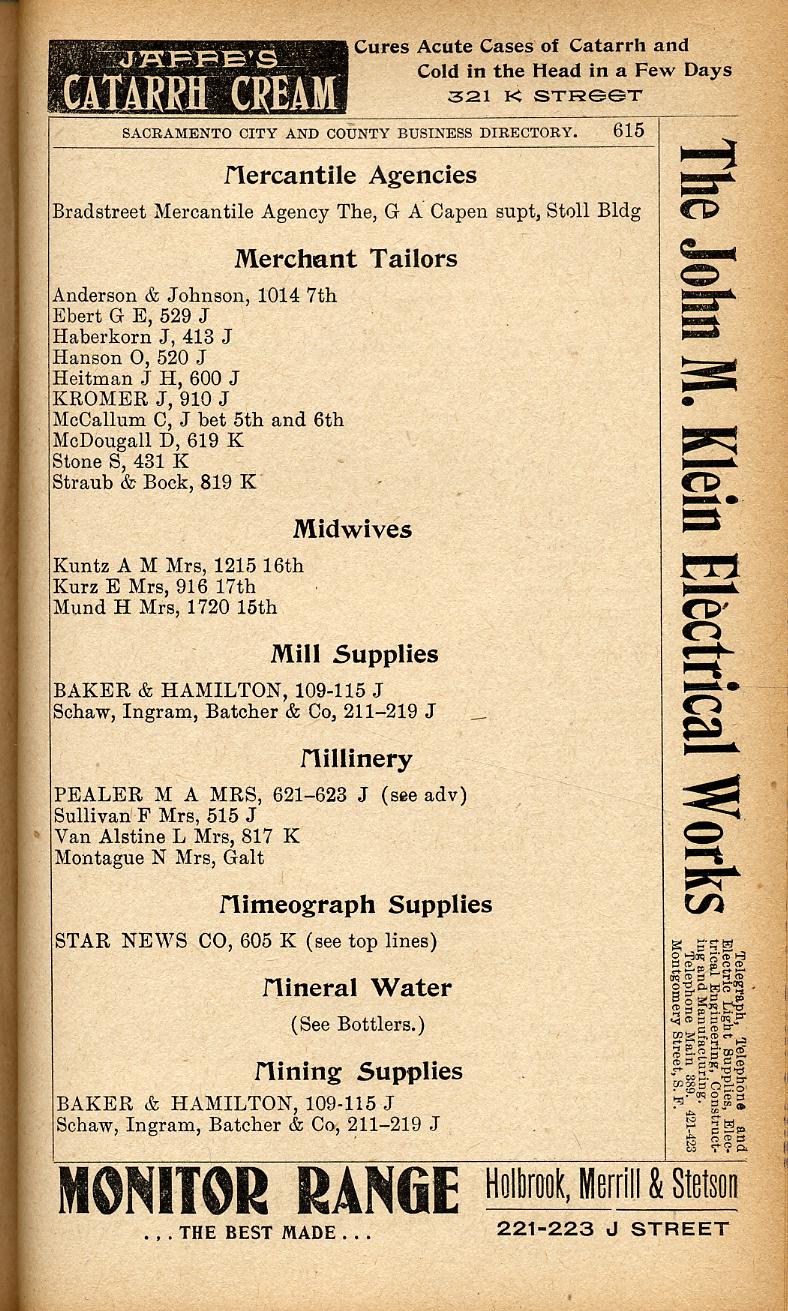 JAFFE'S
CATARRH CREAM
Cures Acute Cases of Catarrh and
Cold in the Head in a Few Days
321 K STREET
SACRAMENTO CITY AND COUNTY BUSINESS DIRECTORY. 615
Mercantile Agencies
Bradstreet Mercantile Agency The, G A Capen supt, Stoll Bldg
Merchant Tailors
Anderson & Johnson, 1014 7th
Ebert G E, 529 J
Haberkorn J, 413 J
Hanson O, 520 J
Heitman J H, 600 J
KROMER J, 910 J
McCallum C, J bet 5th and 6th
McDougall D, 619 K
Stone S, 431 K
Straub & Bock, 819 K
Midwives
Kuntz A M Mrs, 1215 16th
Kurz E Mrs, 916 17th
Mund H Mrs, 1720 15th
Mill Supplies
BAKER & HAMILTON, 109-115 J
Schaw, Ingram, Batcher & Co, 211–219 J
Millinery
PEALER M A MRS, 621–623 J (see adv)
Sullivan F Mrs, 515 J
Van Alstine L Mrs, 817 K
Montague N Mrs, Galt
Mimeograph Supplies
STAR NEWS CO, 605 K (see top lines)
Mineral Water
(See Bottlers.)
Mining Supplies
BAKER & HAMILTON, 109-115 J
Schaw, Ingram, Batcher & Co, 211–219 J
The John M. Klein Electrical Works
Telegraph, Telephone and
Electric Light Supplies, Elec-
trical Engineering, Construct-
ing and Manufacturing.
Telephone Main 389. 421-423
Montgomery Street, S. F.
MONITOR RANGE
...THE BEST MADE...
Holbrook, Merrill & Stetson
221-223 J STREET